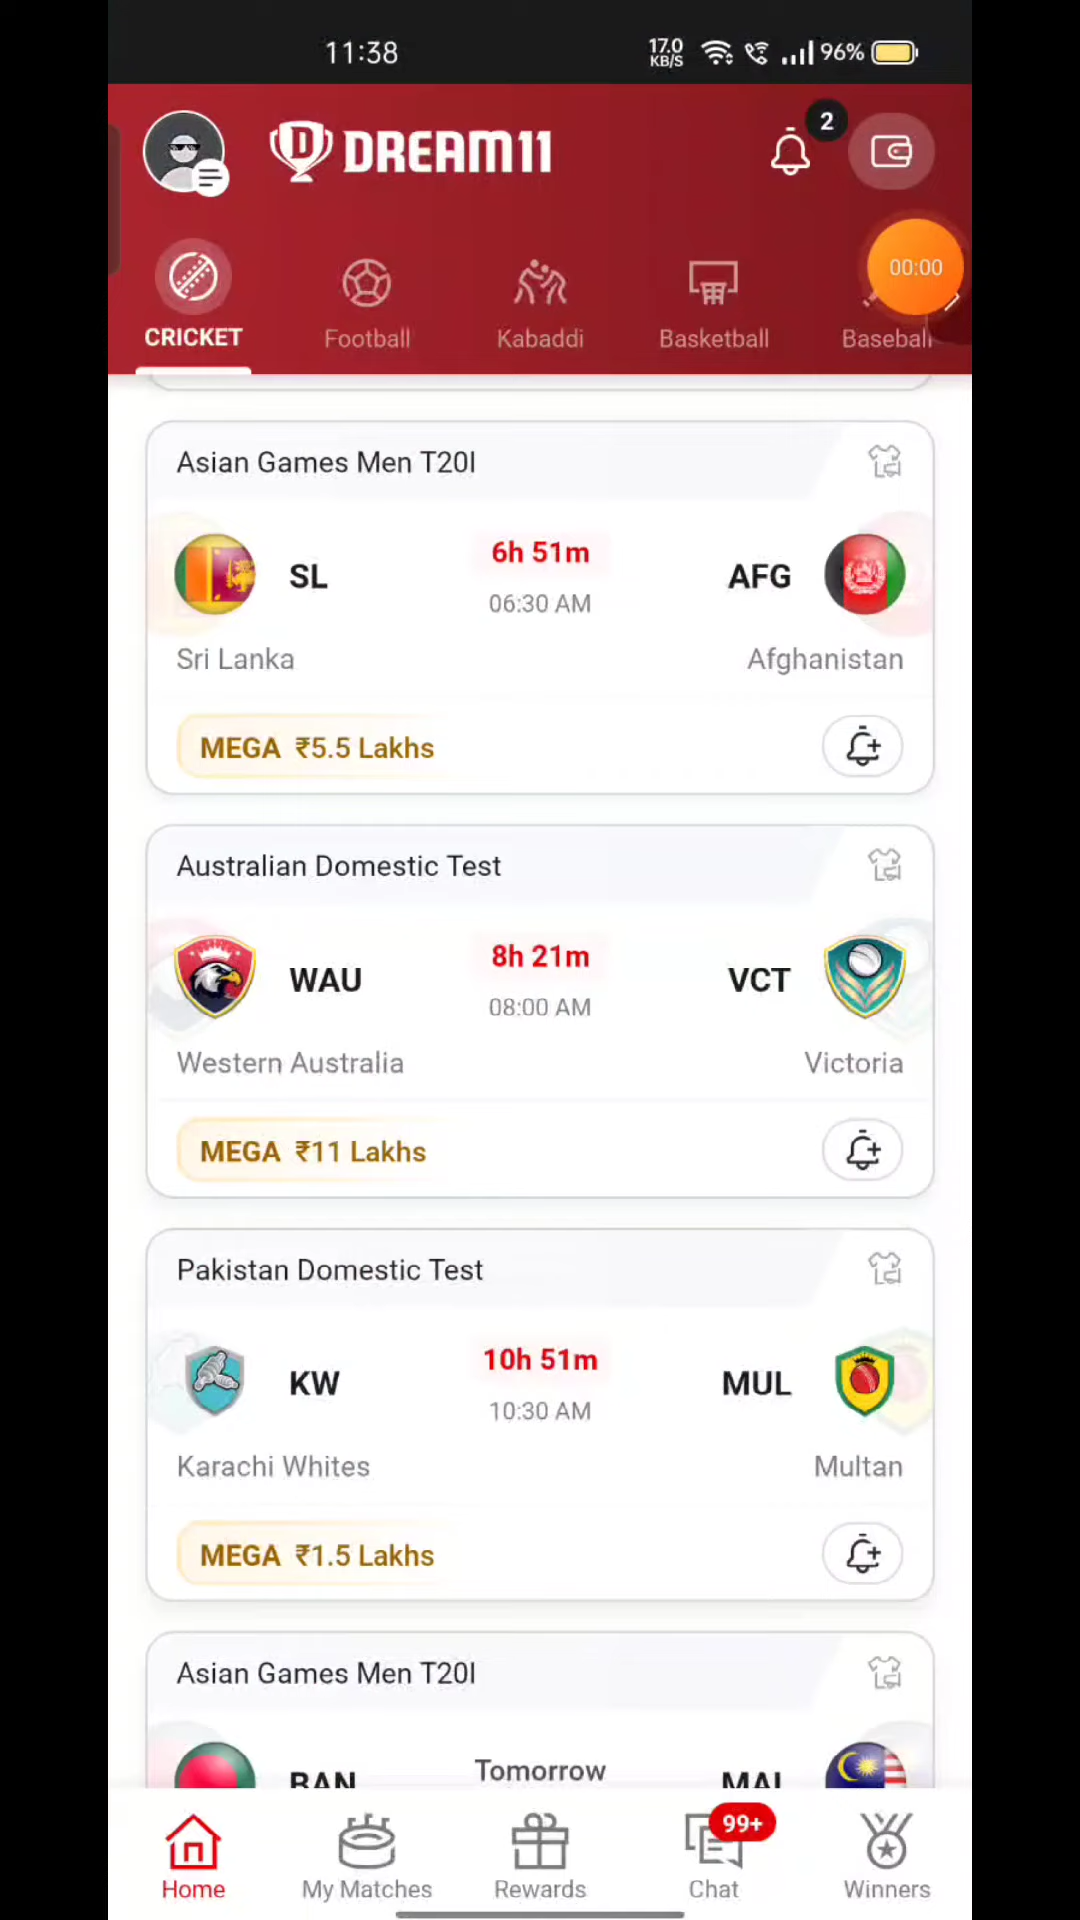 11:38
17.0
KB/S
96%
DREAM11
2
00:00
CRICKET
Football
Kabaddi
Basketball
Baseball
Asian Games Men T20I
SL
6h 51m
AFG
06:30 AM
Sri Lanka
Afghanistan
MEGA ₹5.5 Lakhs
Australian Domestic Test
WAU
8h 21m
VCT
08:00 AM
Western Australia
Victoria
MEGA ₹11 Lakhs
Pakistan Domestic Test
KW
10h 51m
MUL
10:30 AM
Karachi Whites
Multan
MEGA ₹1.5 Lakhs
Asian Games Men T20I
BAN
Tomorrow
MAL
99+
Home
My Matches
Rewards
Chat
Winners